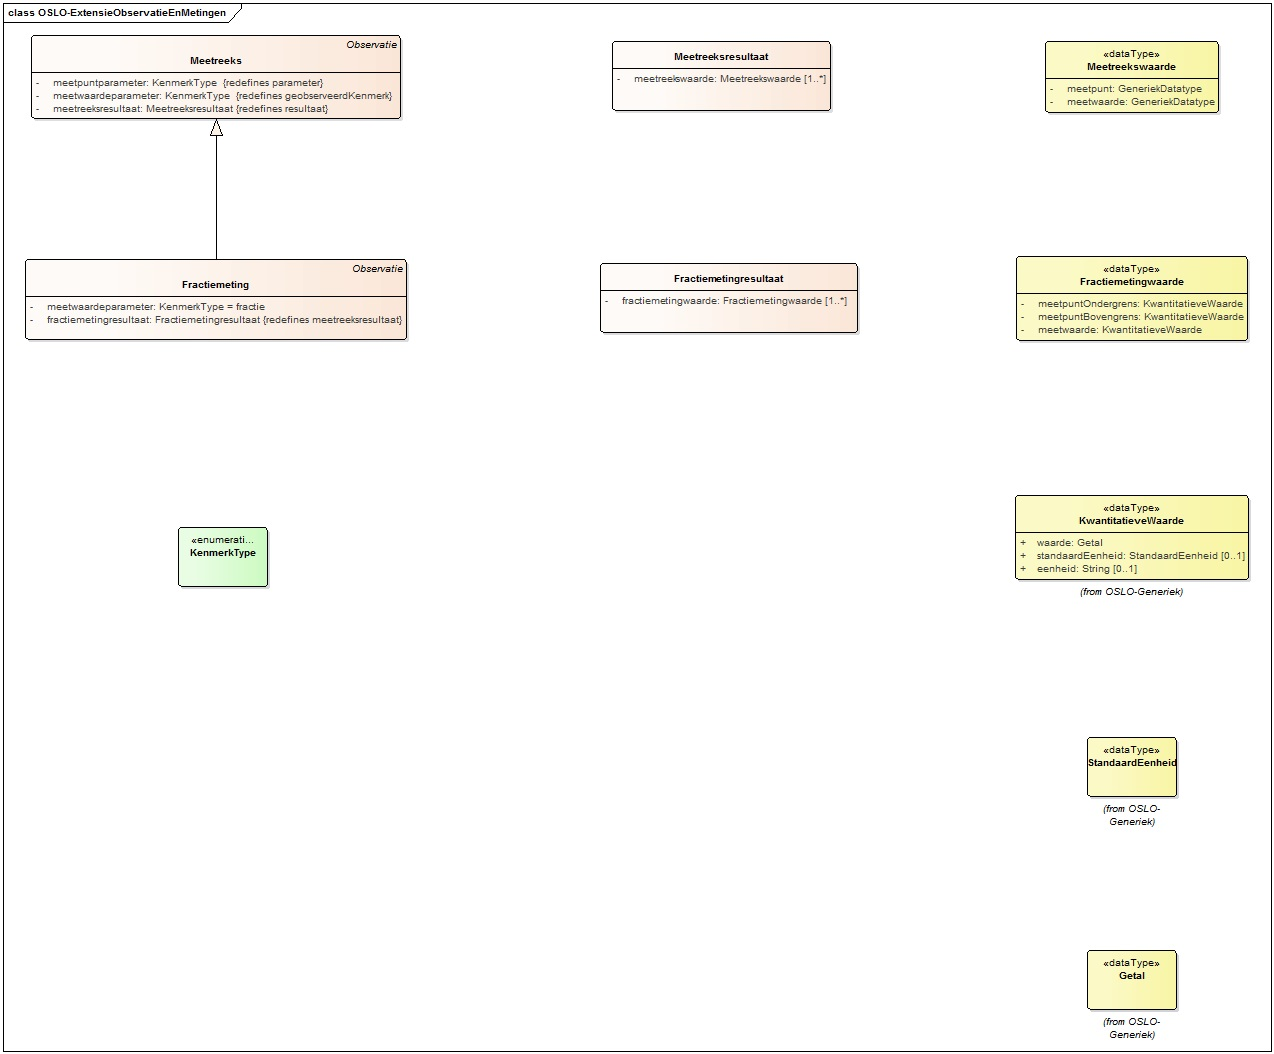 class OSLO-ExtensieObservatieEnMetingen
Observatie
Meetreeks
- meetpuntparameter: KenmerkType {redefines parameter}
- meetwaardeparameter: KenmerkType {redefines geobserveerdKenmerk}
- meetreeksresultaat: Meetreeksresultaat {redefines resultaat}
Meetreeksresultaat
- meetreekswaarde: Meetreekswaarde [1..*]
«dataType»
Meetreekswaarde
- meetpunt: GeneriekDatatype
- meetwaarde: GeneriekDatatype
Observatie
Fractiemeting
- meetwaardeparameter: KenmerkType = fractie
- fractiemetingresultaat: Fractiemetingresultaat {redefines meetreeksresultaat}
Fractiemetingresultaat
- fractiemetingwaarde: Fractiemetingwaarde [1..*]
«dataType»
Fractiemetingwaarde
- meetpuntOndergrens: KwantitatieveWaarde
- meetpuntBovengrens: KwantitatieveWaarde
- meetwaarde: KwantitatieveWaarde
«enumerati...
KenmerkType
«dataType»
KwantitatieveWaarde
+ waarde: Getal
+ standaardEenheid: StandaardEenheid [0..1]
+ eenheid: String [0..1]
(from OSLO-Generiek)
«dataType»
StandaardEenheid
(from OSLO-
Generiek)
«dataType»
Getal
(from OSLO-
Generiek)